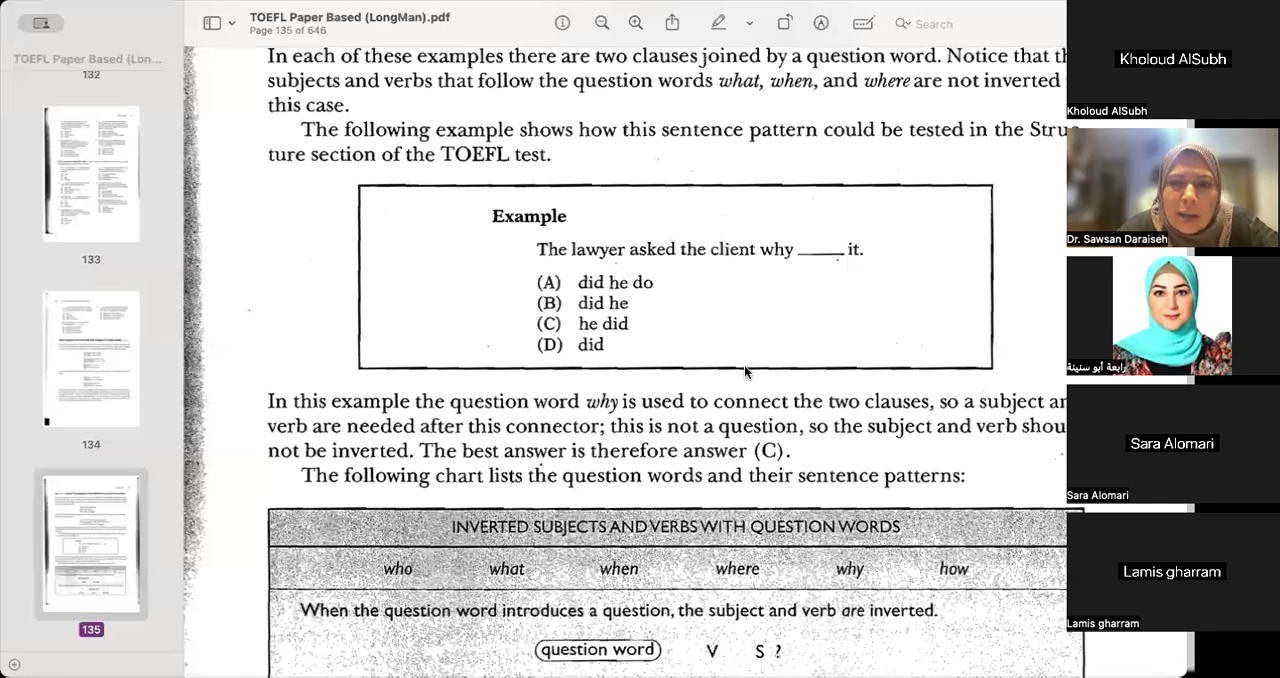 TOEFL Paper Based (LongMan).pdf
Page 135 of 646
Search
TOEFL Paper Based (Lon...
132
133
134
135
In each of these examples there are two clauses joined by a question word. Notice that th
subjects and verbs that follow the question words what, when, and where are not inverted
this case.
The following example shows how this sentence pattern could be tested in the Struc-
ture section of the TOEFL test.
Example
The lawyer asked the client why ____ it.
(A) did he do
(B) did he
(C) he did
(D) did
In this example the question word why is used to connect the two clauses, so a subject an
verb are needed after this connector; this is not a question, so the subject and verb shou
not be inverted. The best answer is therefore answer (C).
The following chart lists the question words and their sentence patterns:
INVERTED SUBJECTS AND VERBS WITH QUESTION WORDS
who what when where why how
When the question word introduces a question, the subject and verb are inverted.
question word V S ?
Kholoud AlSubh
Kholoud AlSubh
Dr. Sawsan Daraiseh
رابعة أبو سنينة
Sara Alomari
Sara Alomari
Lamis gharram
Lamis gharram